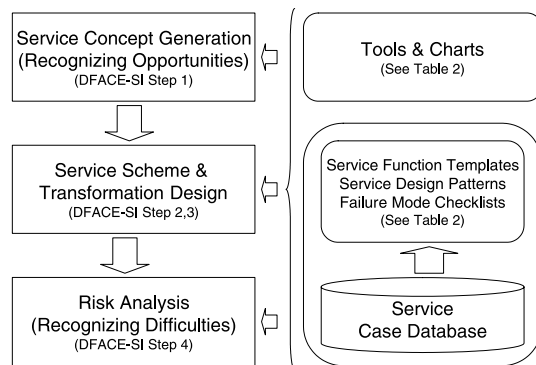 Service Concept Generation
(Recognizing Opportunities)
(DFACE-SI Step 1)
Service Scheme &
Transformation Design
(DFACE-SI Step 2,3)
Risk Analysis
(Recognizing Difficulties)
(DFACE-SI Step 4)
Tools & Charts
(See Table 2)
Service Function Templates
Service Design Patterns
Failure Mode Checklists
(See Table 2)
Service
Case Database